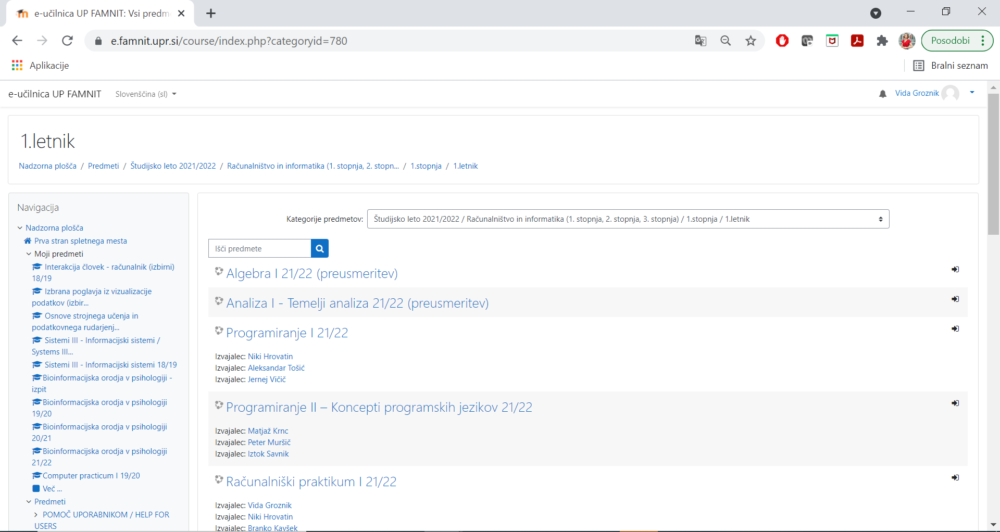 e-učilnica UP FAMNIT: Vsi predm
e.famnit.upr.si/course/index.php?categoryid=780
Posodobi
Aplikacije
Bralni seznam
e-učilnica UP FAMNIT
Slovenščina (sl)
Vida Groznik
1.letnik
Nadzorna plošča / Predmeti / Študijsko leto 2021/2022 / Računalništvo in informatika (1. stopnja, 2. stopn... / 1.stopnja / 1.letnik
Navigacija
Nadzorna plošča
Prva stran spletnega mesta
Moji predmeti
Interakcija človek - računalnik (izbirni)
18/19
Izbrana poglavja iz vizualizacije
podatkov (izbir...
Osnove strojnega učenja in
podatkovnega rudarjenj...
Sistemi III - Informacijski sistemi /
Systems III...
Sistemi III - Informacijski sistemi 18/19
Bioinformacijska orodja v psihologiji -
izpit
Bioinformacijska orodja v psihologiji
19/20
Bioinformacijska orodja v psihologiji
20/21
Bioinformacijska orodja v psihologiji
21/22
Computer practicum I 19/20
Več ...
Predmeti
POMOČ UPORABNIKOM / HELP FOR
USERS
Kategorije predmetov:
Študijsko leto 2021/2022 / Računalništvo in informatika (1. stopnja, 2. stopnja, 3. stopnja) / 1.stopnja / 1.letnik
Išči predmete
Algebra I 21/22 (preusmeritev)
Analiza I - Temelji analiza 21/22 (preusmeritev)
Programiranje I 21/22
Izvajalec: Niki Hrovatin
Izvajalec: Aleksandar Tošić
Izvajalec: Jernej Vičič
Programiranje II – Koncepti programskih jezikov 21/22
Izvajalec: Matjaž Krnc
Izvajalec: Peter Muršič
Izvajalec: Iztok Savnik
Računalniški praktikum I 21/22
Izvajalec: Vida Groznik
Izvajalec: Niki Hrovatin
Izvajalec: Branko Kavšek